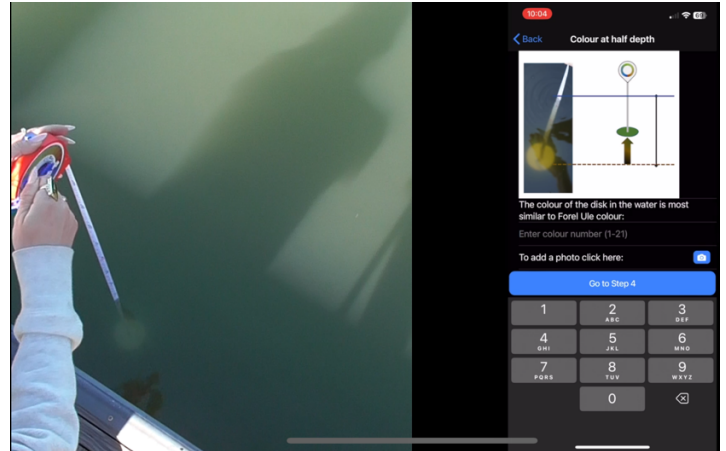 10:04
Back
Colour at half depth
The colour of the disk in the water is most
similar to Forel Ule colour:
Enter colour number (1-21)
To add a photo click here:
Go to Step 4
1
2
ABC
3
DEF
4
GHI
5
JKL
6
MNO
7
PQRS
8
TUV
9
WXYZ
0